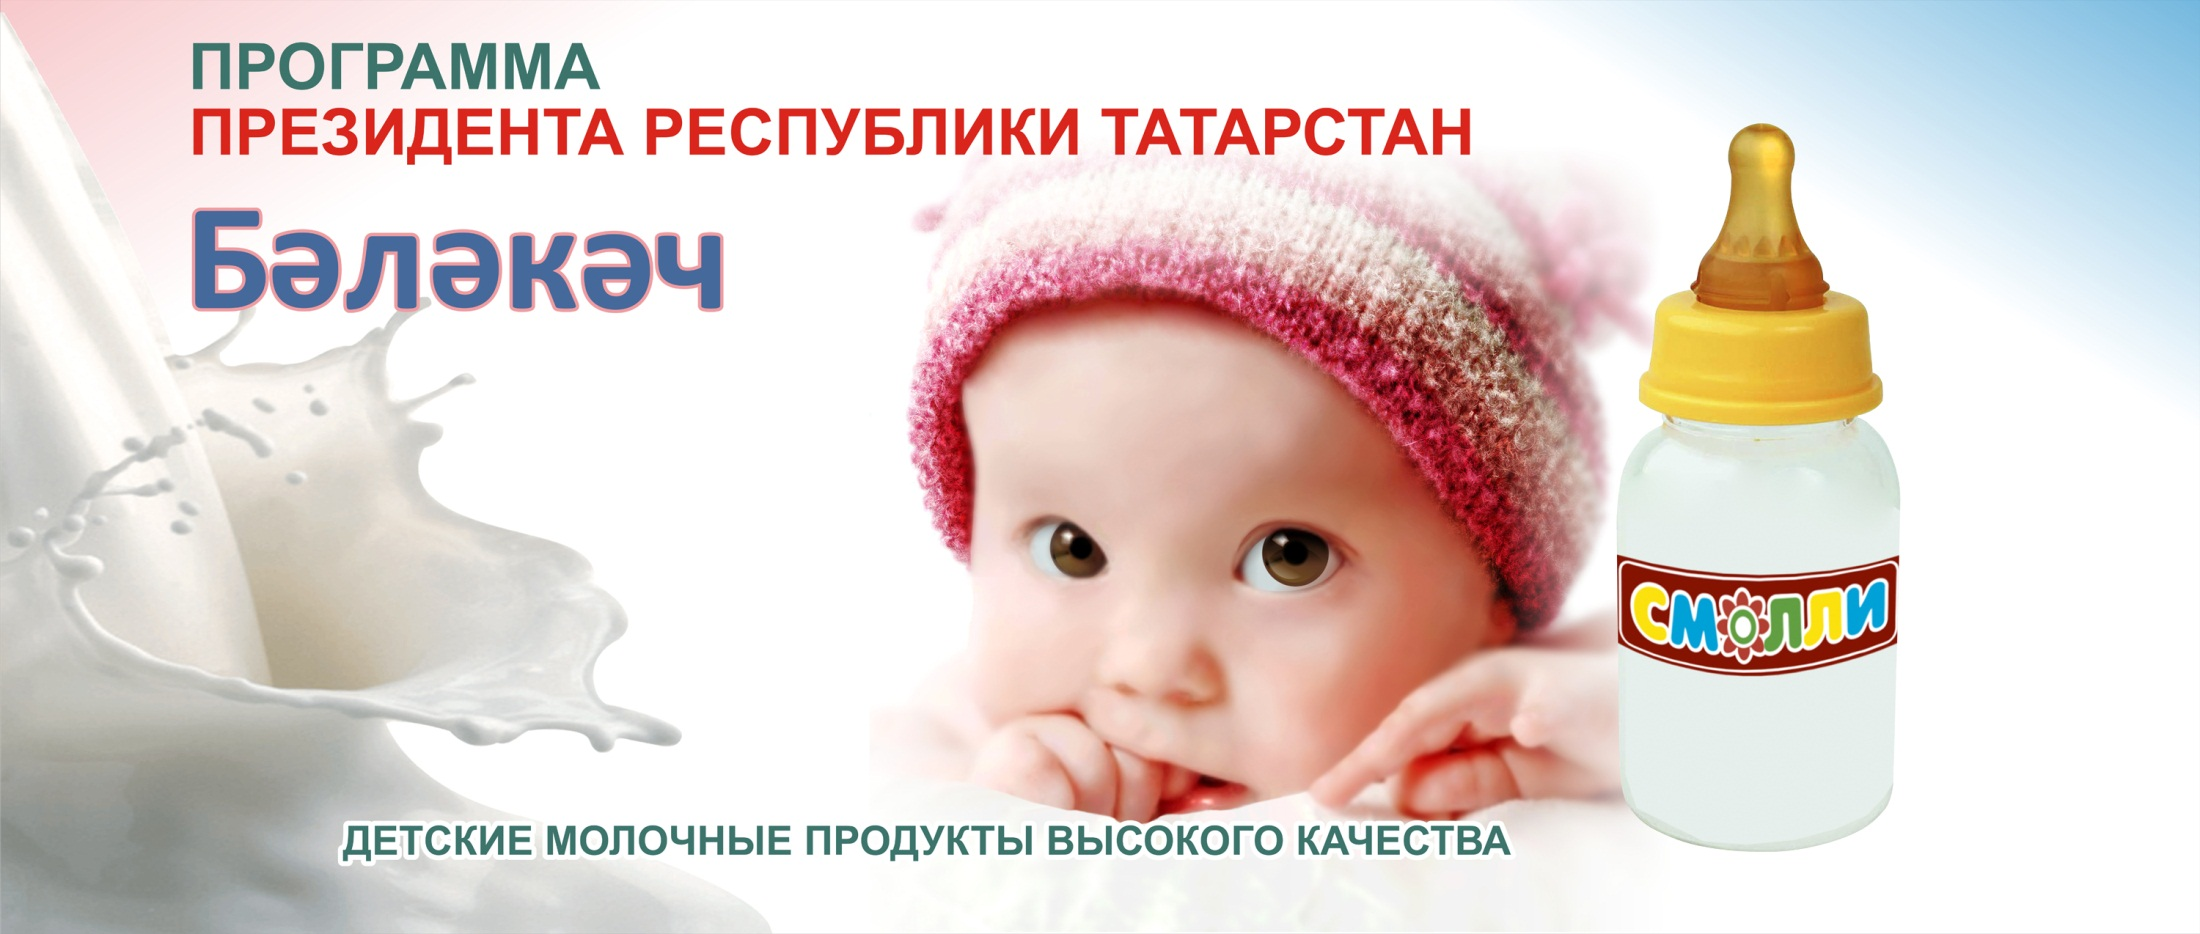 ПРОГРАММА
ПРЕЗИДЕНТА РЕСПУБЛИКИ ТАТАРСТАН
Бәләкәч
СМОЛЛИ
ДЕТСКИЕ МОЛОЧНЫЕ ПРОДУКТЫ ВЫСОКОГО КАЧЕСТВА